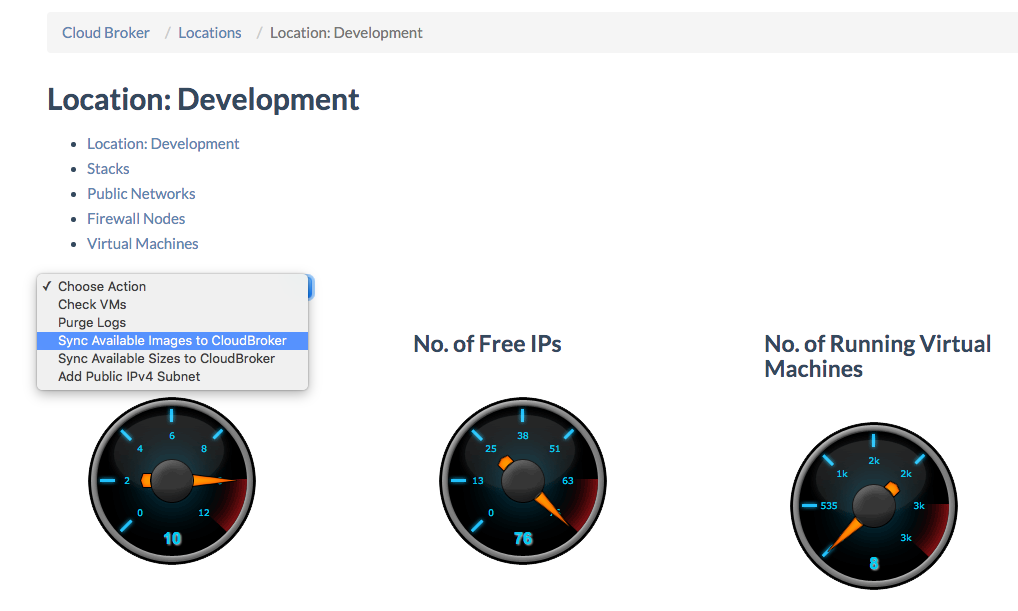 Cloud Broker / Locations / Location: Development
Location: Development
• Location: Development
• Stacks
• Public Networks
• Firewall Nodes
• Virtual Machines
✓ Choose Action
Check VMs
Purge Logs
Sync Available Images to CloudBroker
Sync Available Sizes to CloudBroker
Add Public IPv4 Subnet
No. of Free IPs
No. of Running Virtual
Machines
6
4 8
2
0 12
10
38
25 51
13 63
0
76
2k
1k 2k
535 3k
3k
8